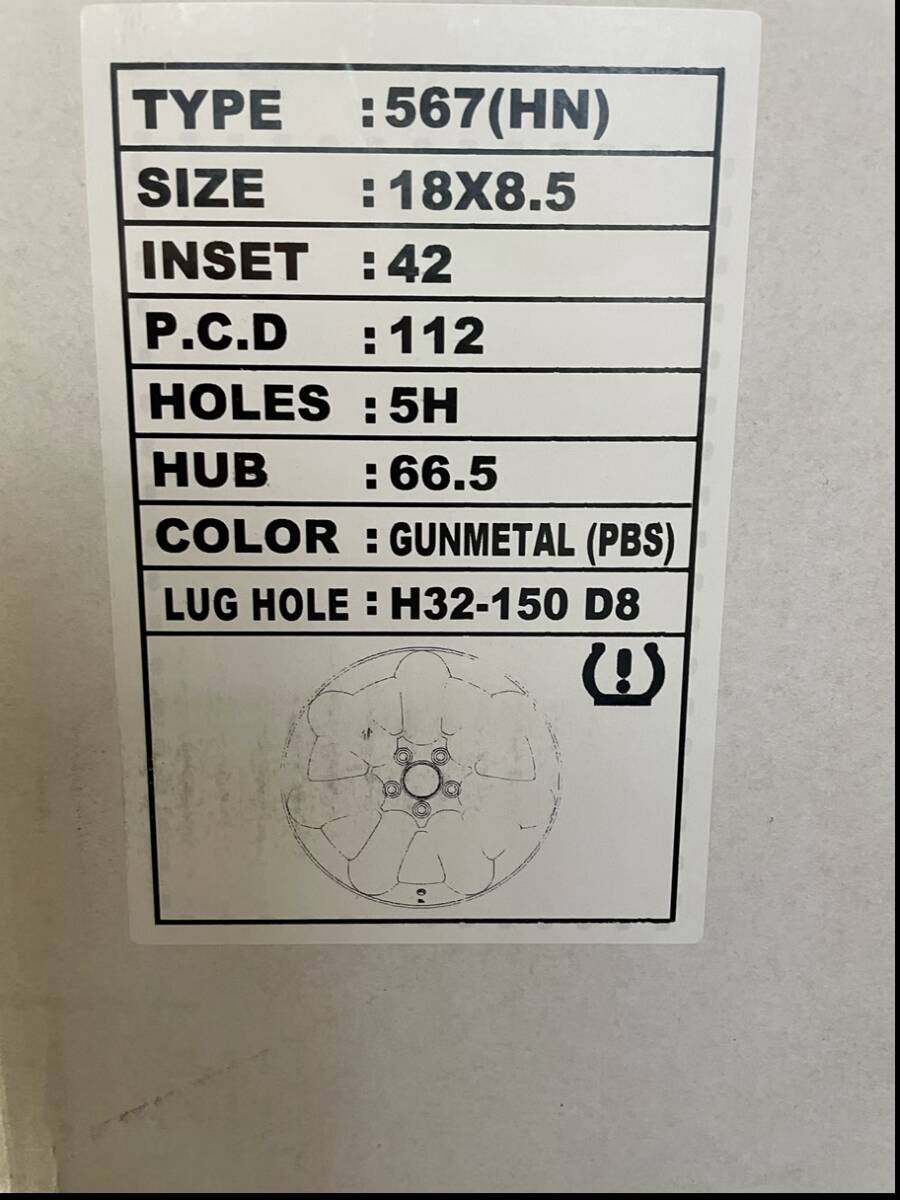 TYPE :567(HN)
SIZE :18X8.5
INSET :42
P.C.D :112
HOLES :5H
HUB :66.5
COLOR :GUNMETAL (PBS)
LUG HOLE :H32-150 D8